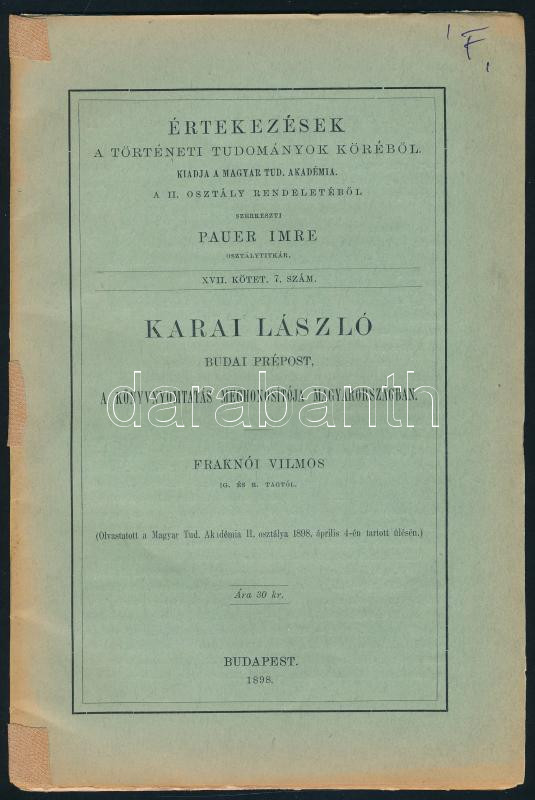 F
ÉRTEKEZÉSEK
A TÖRTÉNETI TUDOMÁNYOK KÖRÉBŐL.
KIADJA A MAGYAR TUD. AKADÉMIA.
A II. OSZTÁLY RENDELETÉBŐL
SZERKESZTI
PAUER IMRE
OSZTÁLYTITKÁR.
XVII. KÖTET. 7. SZÁM.
KARAI LÁSZLÓ
BUDAI PRÉPOST,
A KÖNYVNYOMTATÁS MEGHONOSÍTÓJA MAGYARORSZÁGBAN.
darabanth
FRAKNÓI VILMOS
IG. ÉS R. TAGTÓL.
(Olvastatott a Magyar Tud. Akadémia II. osztálya 1898. április 4-én tartott ülésén.)
Ára 30 kr.
BUDAPEST.
1898.